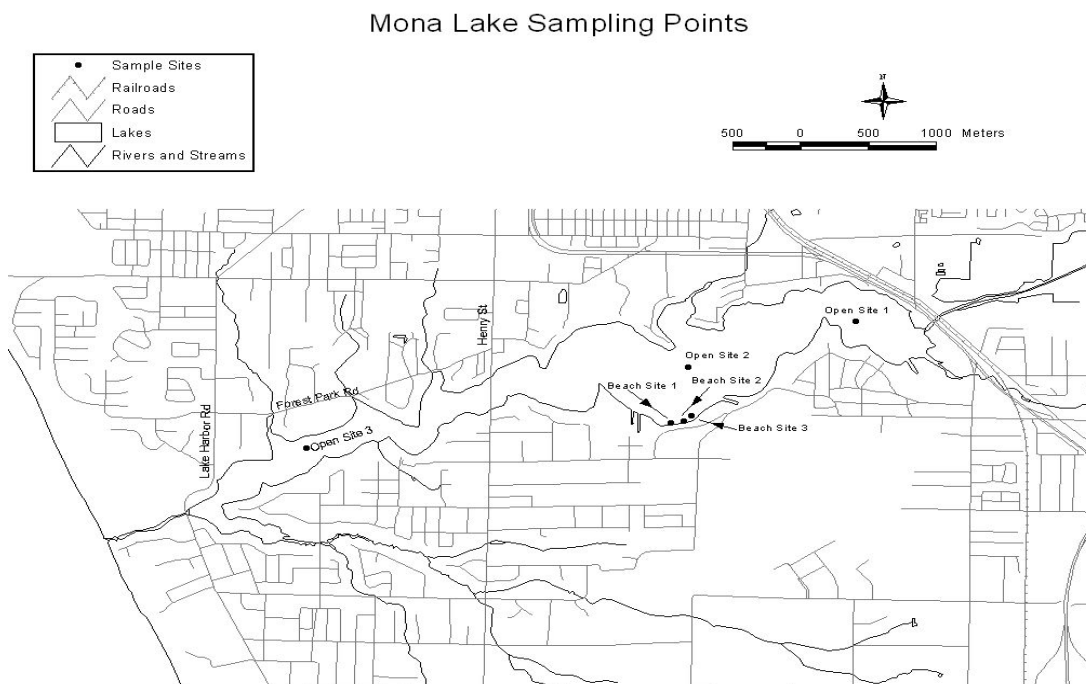 Mona Lake Sampling Points
Sample Sites
Railroads
Roads
Lakes
Rivers and Streams
N
500 0 500 1000 Meters
Open Site 1
Henry St
Open Site 2
Beach Site 1
Beach Site 2
Forest Park Rd
Lake Harbor Rd
Open Site 3
Beach Site 3